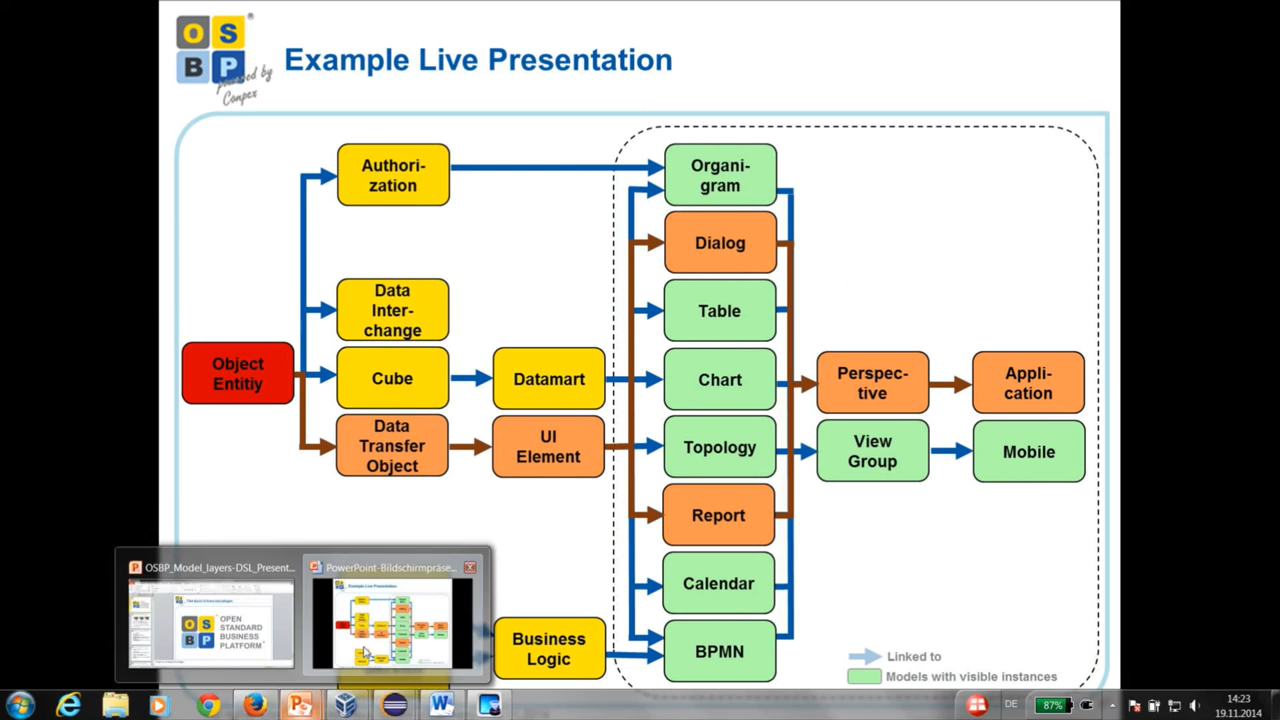 O S
B P
®
powered by
Compex
Example Live Presentation
Authori-
zation
Data
Inter-
change
Object
Entitiy
Cube
Datamart
Data
Transfer
Object
UI
Element
Organi-
gram
Dialog
Table
Chart
Topology
Report
Calendar
BPMN
Perspec-
tive
Appli-
cation
View
Group
Mobile
Business
Logic
Linked to
Models with visible instances
OSBP_Model_layers-DSL_Present...
PowerPoint-Bildschirmpräse...
OPEN
STANDARD
BUSINESS
PLATFORM
Example Live Presentation
DE
87%
14:23
19.11.2014